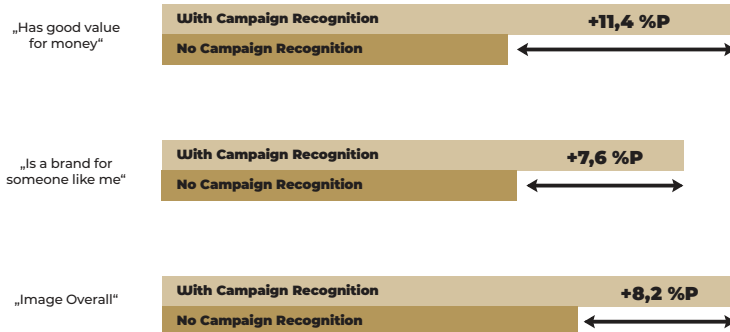 „Has good value
for money“
With Campaign Recognition
+11,4 %P
No Campaign Recognition
„Is a brand for
someone like me“
With Campaign Recognition
+7,6 %P
No Campaign Recognition
„Image Overall“
With Campaign Recognition
+8,2 %P
No Campaign Recognition